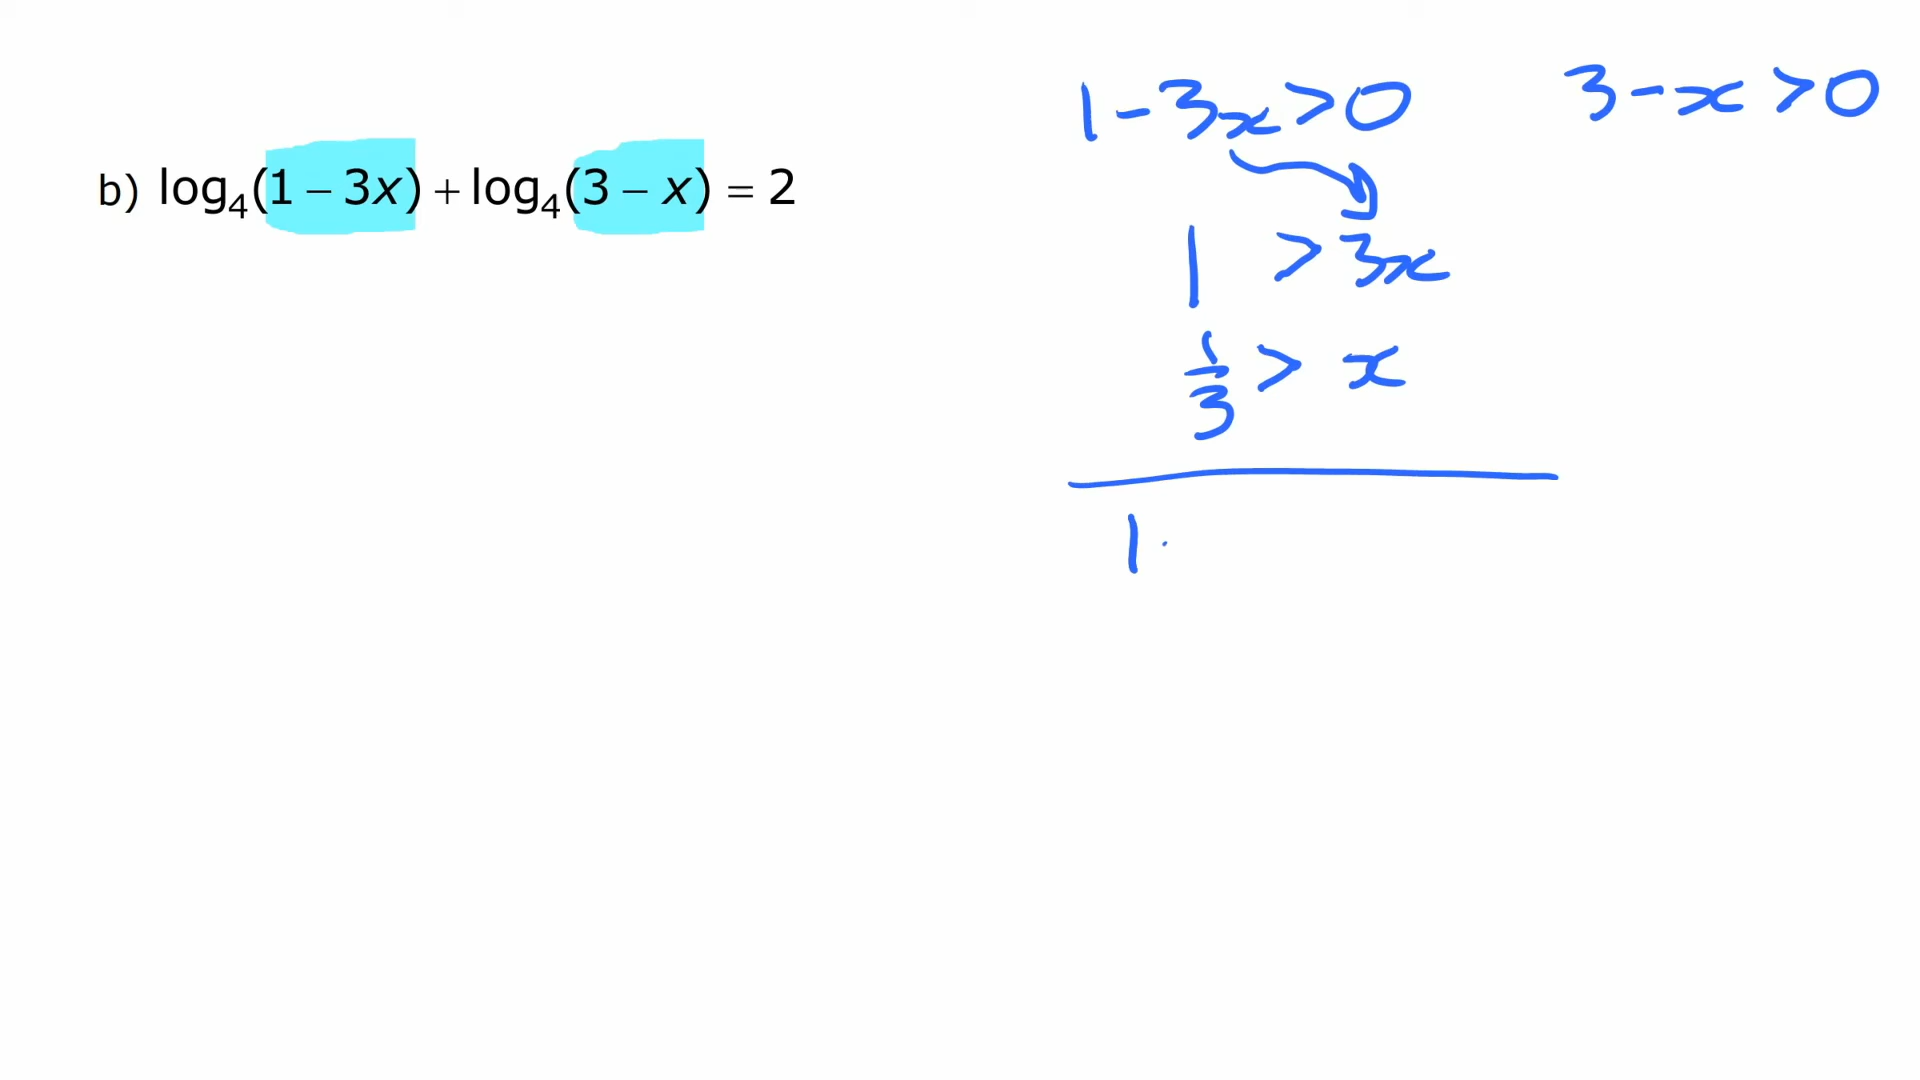 b) log₄(1 – 3x) + log₄(3 – x) = 2
1 – 3x > 0
1 > 3x
1/3 > x
1 ·
3 – x > 0